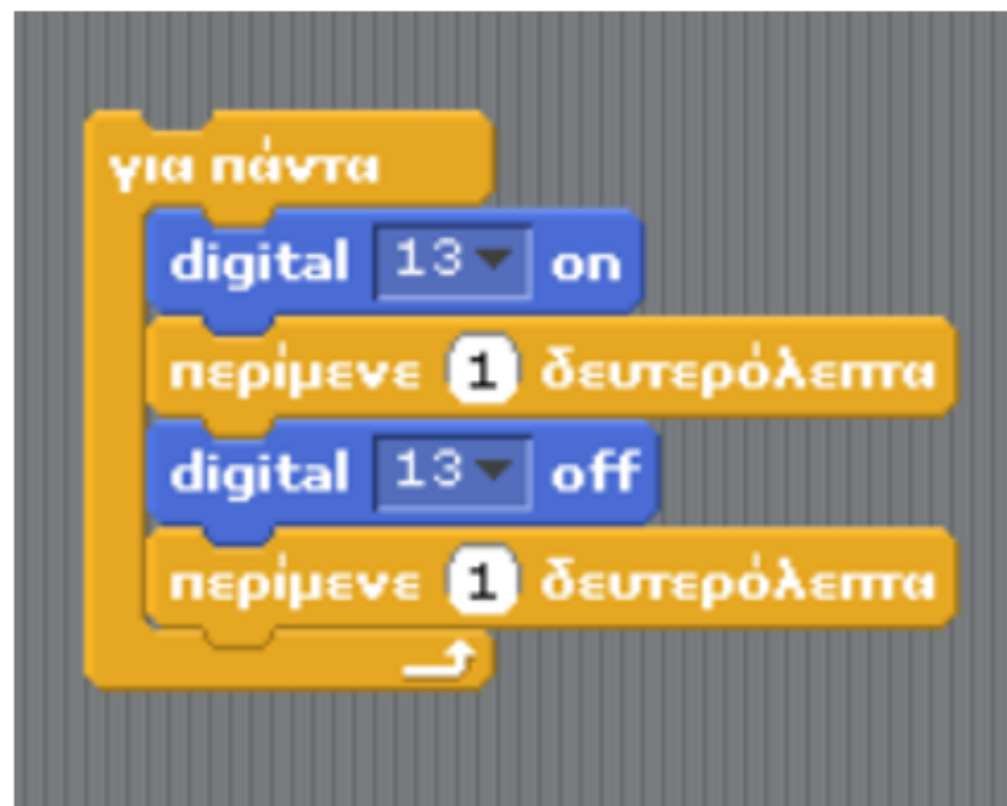 για πάντα
digital 13 on
περίμενε 1 δευτερόλεπτα
digital 13 off
περίμενε 1 δευτερόλεπτα